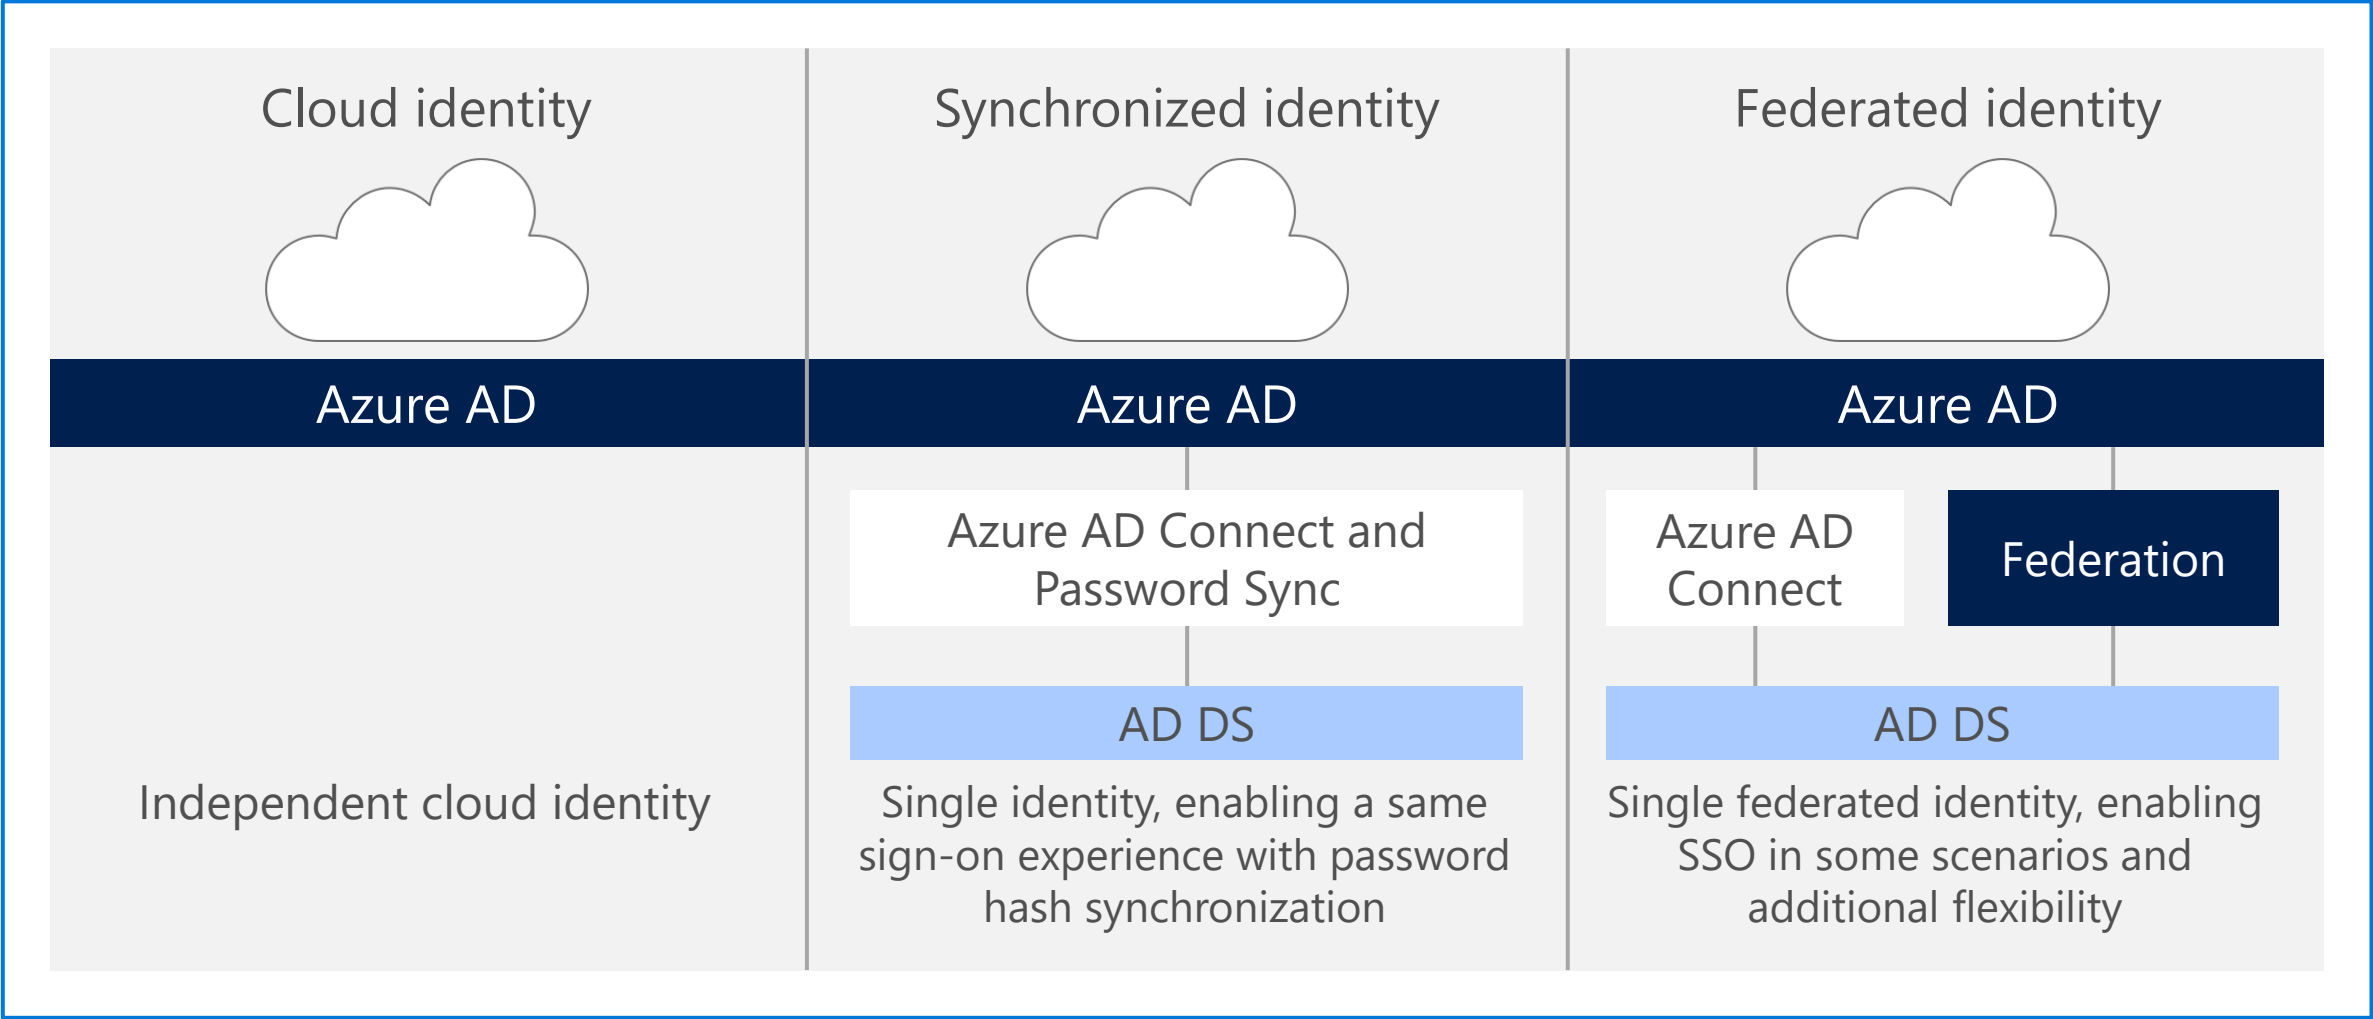 Cloud identity
Azure AD
Independent cloud identity
Synchronized identity
Azure AD
Azure AD Connect and
Password Sync
AD DS
Single identity, enabling a same
sign-on experience with password
hash synchronization
Federated identity
Azure AD
Azure AD
Connect
Federation
AD DS
Single federated identity, enabling
SSO in some scenarios and
additional flexibility